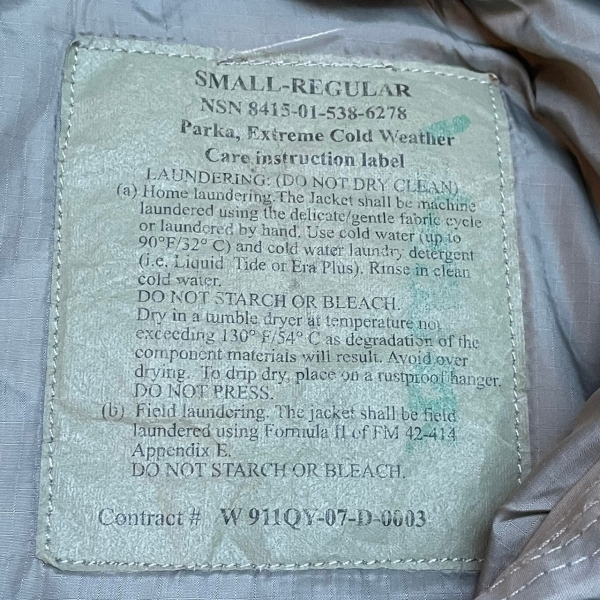 SMALL-REGULAR
NSN 8415-01-538-6278
Parka, Extreme Cold Weather
Care instruction label
LAUNDERING: (DO NOT DRY CLEAN)
(a) Home laundering. The Jacket shall be machine
laundered using the delicate/gentle fabric cycle
or laundered by hand. Use cold water (up to
90°F/32° C) and cold water laundry detergent
(i.e. Liquid Tide or Era Plus). Rinse in clean
cold water.
DO NOT STARCH OR BLEACH.
Dry in a tumble dryer at temperature not
exceeding 130° F/54° C as degradation of the
component materials will result. Avoid over
drying. To drip dry, place on a rustproof hanger.
DO NOT PRESS.
(b) Field laundering. The jacket shall be field
laundered using Formula II of FM 42-414
Appendix E.
DO NOT STARCH OR BLEACH.
Contract # W911QY-07-D-0003